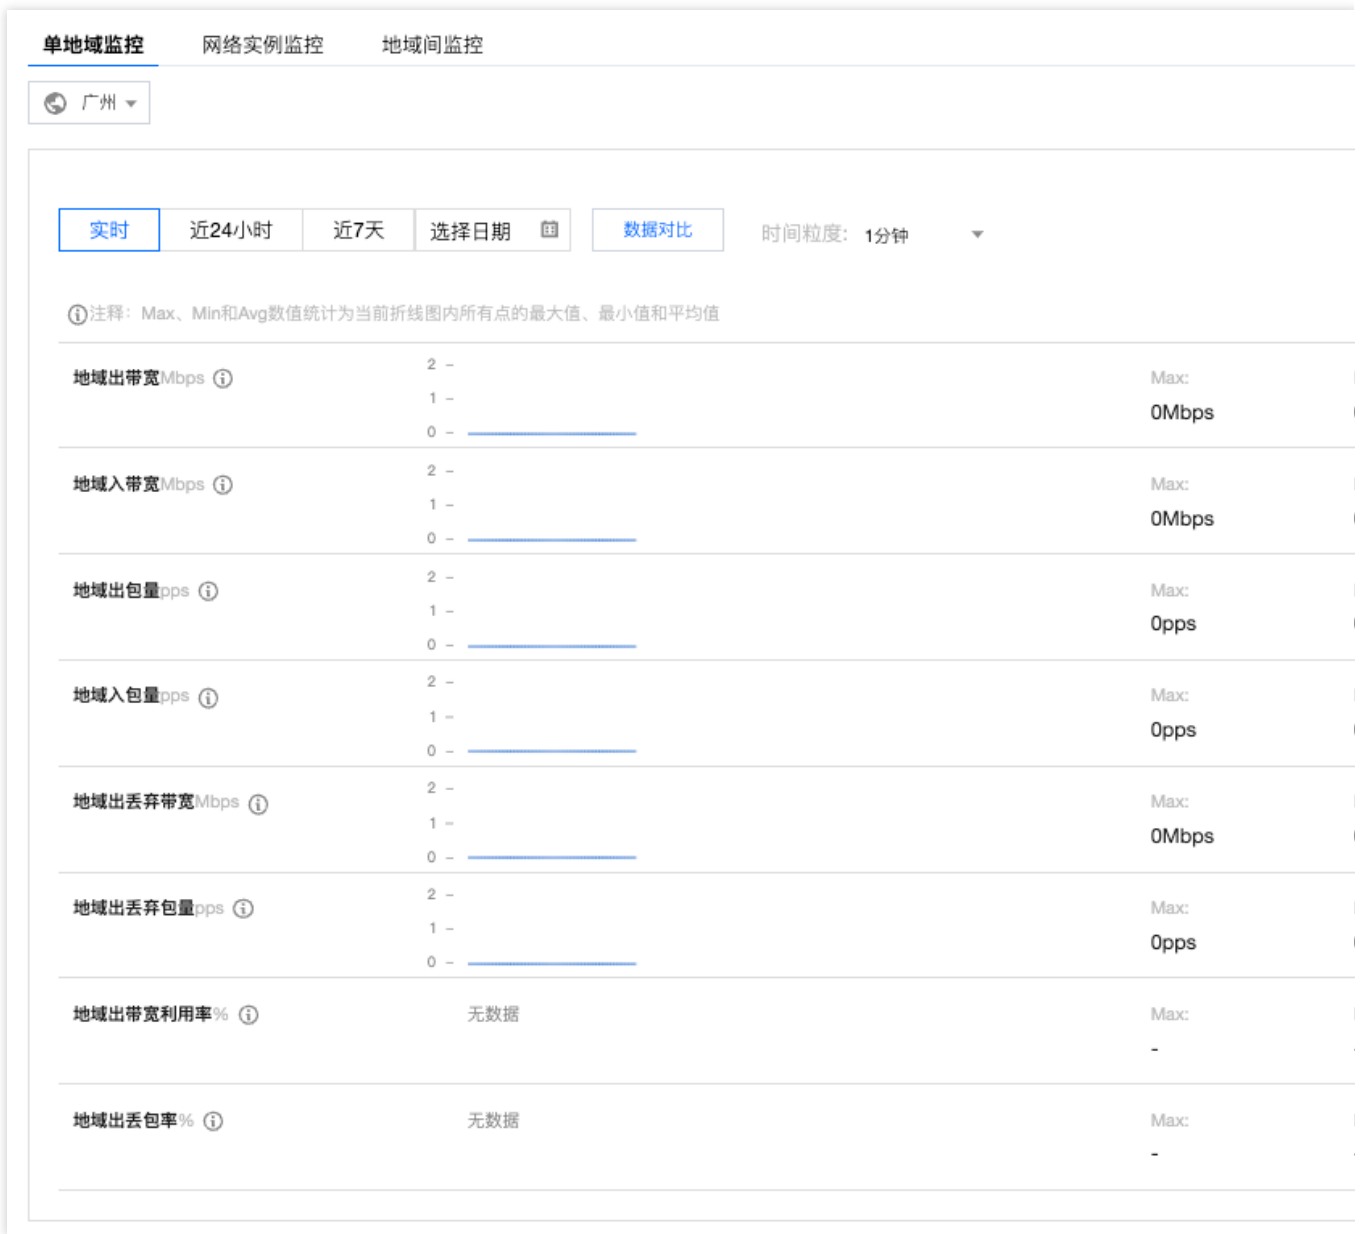 单地域监控 网络实例监控 地域间监控
广州
实时 近24小时 近7天 选择日期 数据对比 时间粒度: 1分钟
注释：Max、Min和Avg数值统计为当前折线图内所有点的最大值、最小值和平均值
地域出带宽Mbps
2
1
0
Max:
0Mbps
地域入带宽Mbps
2
1
0
Max:
0Mbps
地域出包量pps
2
1
0
Max:
0pps
地域入包量pps
2
1
0
Max:
0pps
地域出丢弃带宽Mbps
2
1
0
Max:
0Mbps
地域出丢弃包量pps
2
1
0
Max:
0pps
地域出带宽利用率%
无数据
Max:
-
地域出丢包率%
无数据
Max:
-